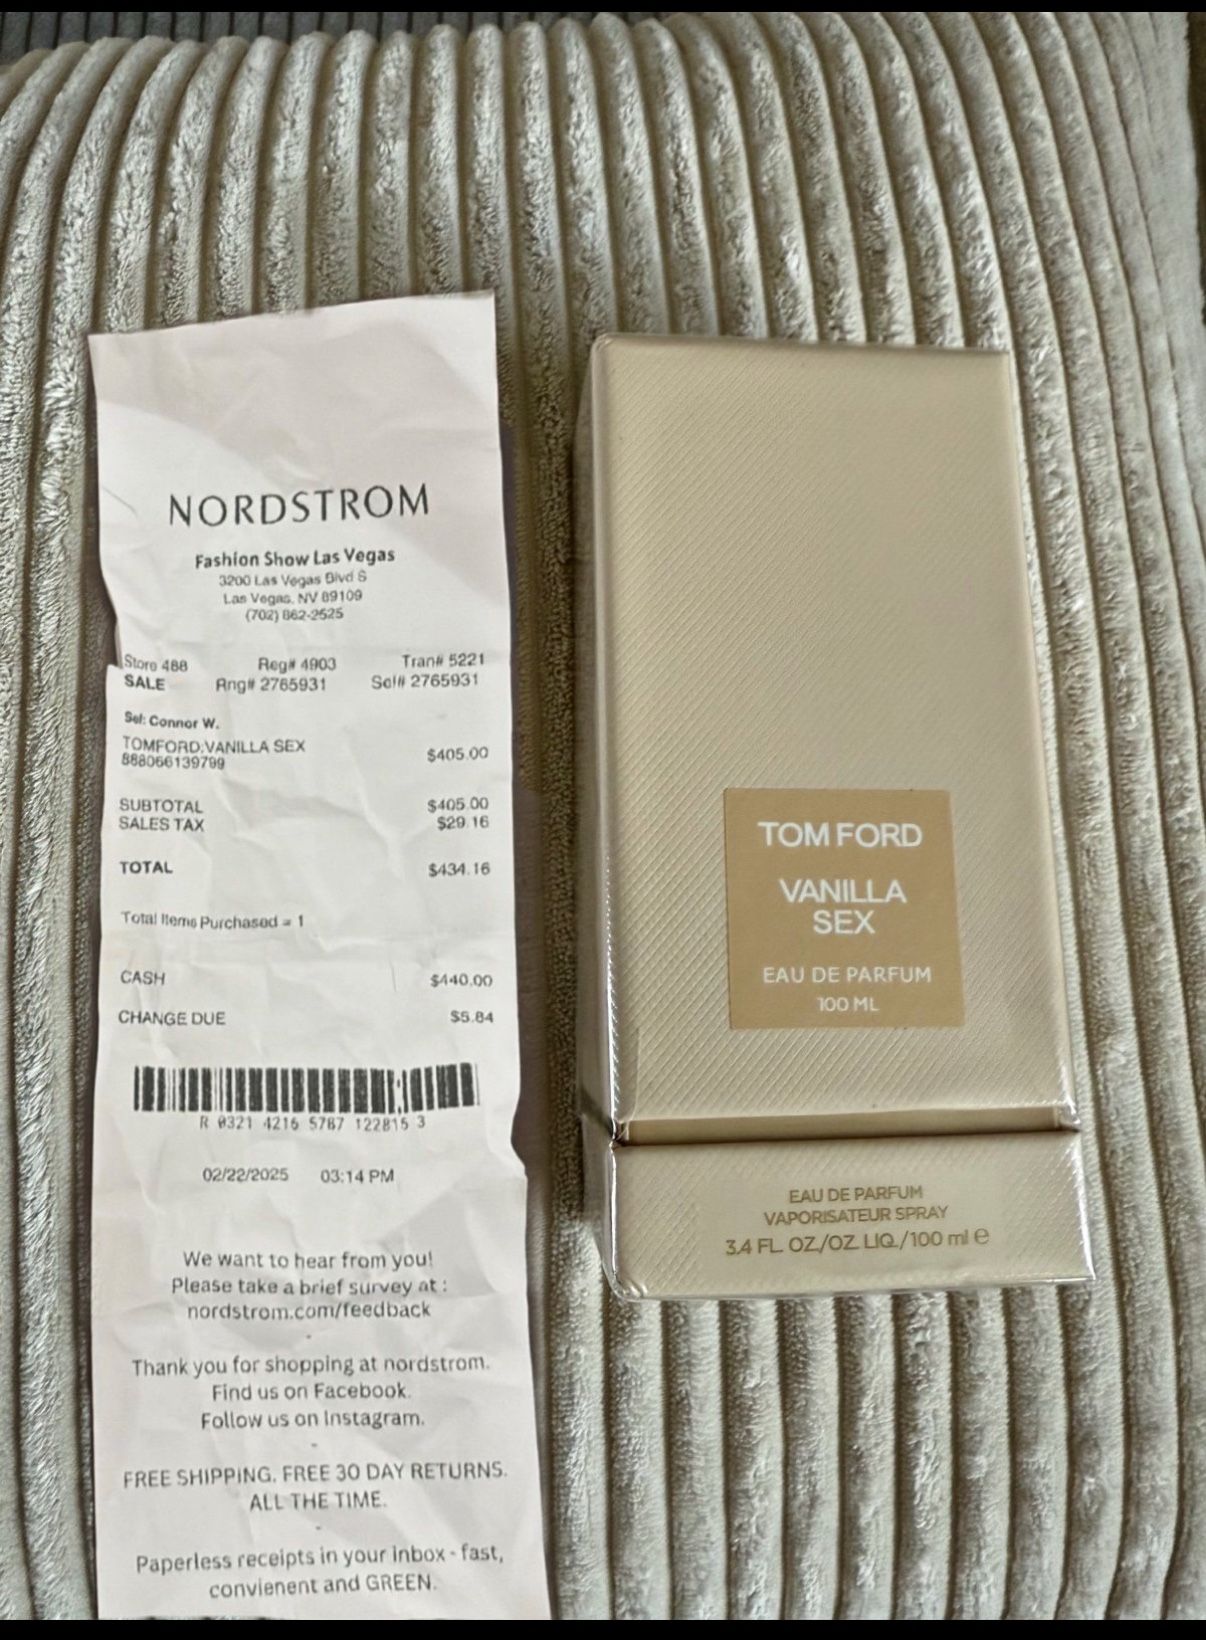 NORDSTROM
Fashion Show Las Vegas
3200 Las Vegas Blvd S
Las Vegas, NV 89109
(702) 862-2525
Store 488 Reg# 4903 Tran# 5221
SALE Rng# 2765931 Sel# 2765931
Sel: Connor W.
TOMFORD:VANILLA SEX $405.00
888066139799
SUBTOTAL $405.00
SALES TAX $29.16
TOTAL $434.16
Total Items Purchased = 1
CASH $440.00
CHANGE DUE $5.84
R 0321 4216 5787 122815 3
02/22/2025 03:14 PM
We want to hear from you!
Please take a brief survey at :
nordstrom.com/feedback
-
Thank you for shopping at nordstrom.
Find us on Facebook.
Follow us on Instagram.
-
FREE SHIPPING. FREE 30 DAY RETURNS.
ALL THE TIME.
-
Paperless receipts in your inbox - fast,
convienent and GREEN.
TOM FORD
VANILLA
SEX
EAU DE PARFUM
100 ML
EAU DE PARFUM
VAPORISATEUR SPRAY
3.4 FL. OZ./OZ. LIQ./100 ml ℮